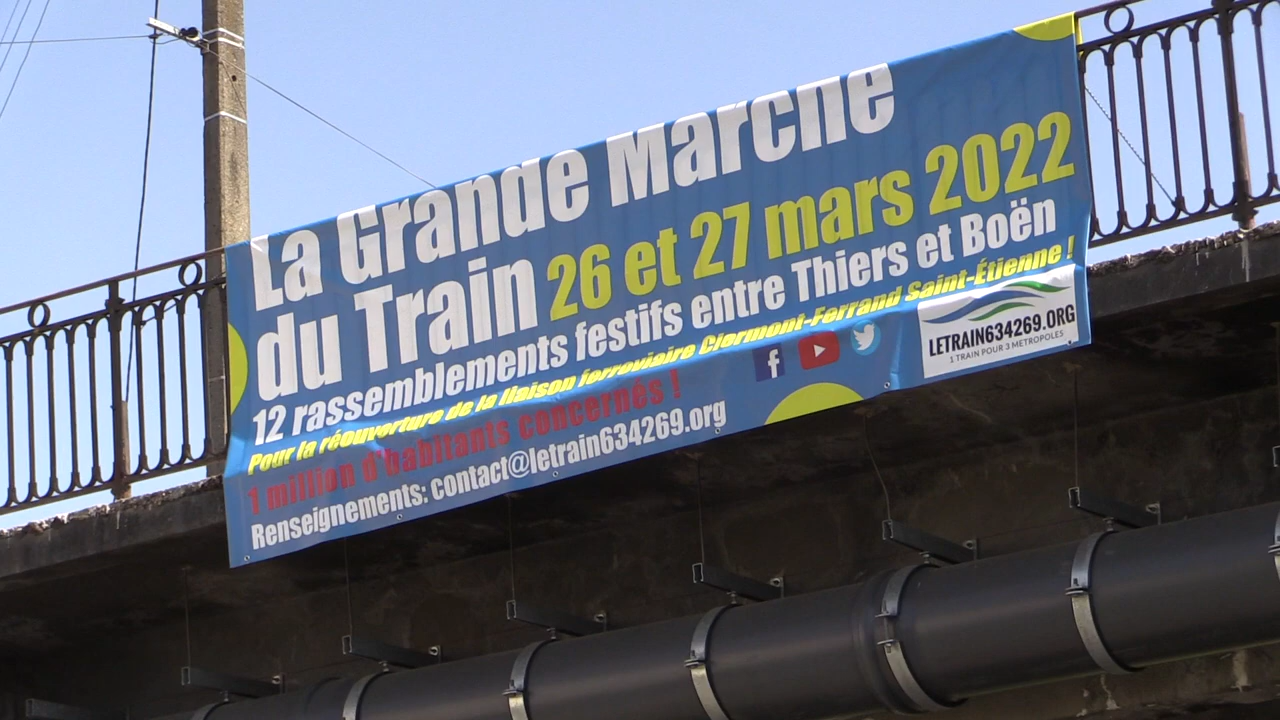 La Grande Marche
du Train 26 et 27 mars 2022
12 rassemblements festifs entre Thiers et Boën
Pour la réouverture de la liaison ferroviaire Clermont-Ferrand Saint-Étienne !
1 million d'habitants concernés !
Renseignements: contact@letrain634269.org
f
LETRAIN634269.ORG
1 TRAIN POUR 3 METROPOLES